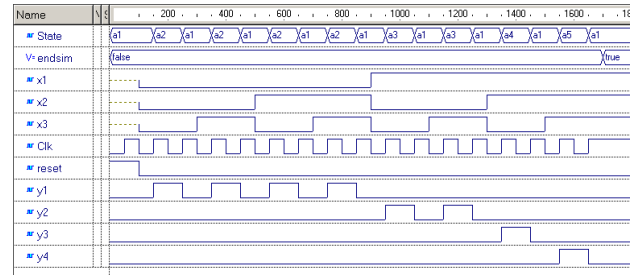 Name V S 200 400 600 800 1000 1200 1400 1600 18
State a1 a2 a1 a2 a1 a2 a1 a2 a1 a3 a1 a3 a1 a4 a1 a5 a1
V= endsim false true
x1
x2
x3
Clk
reset
y1
y2
y3
y4